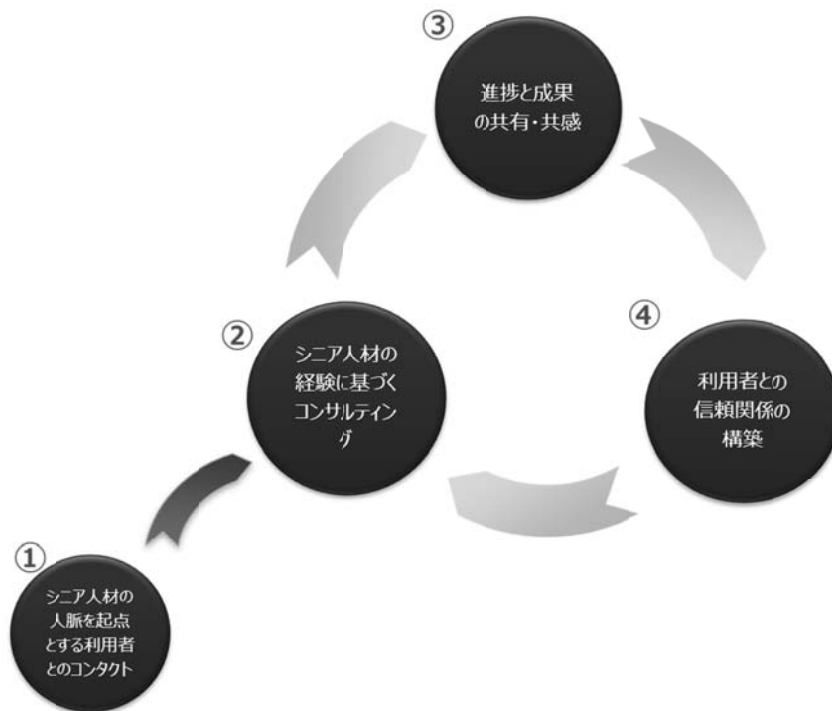 ①
シニア人材の
人脈を起点
とする利用者
とのコンタクト
②
シニア人材の
経験に基づく
コンサルティン
グ
③
進捗と成果
の共有・共感
④
利用者との
信頼関係の
構築